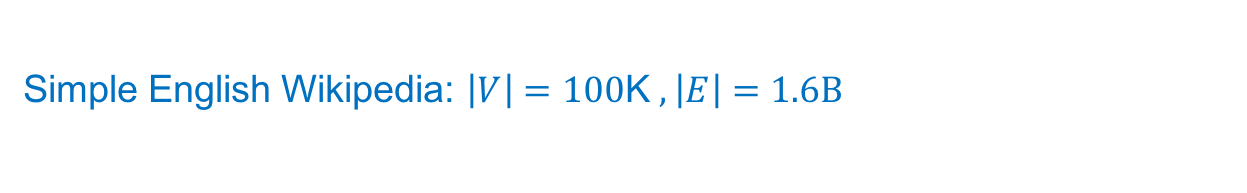 Simple English Wikipedia: |𝑉| = 100K , |𝐸| = 1.6B